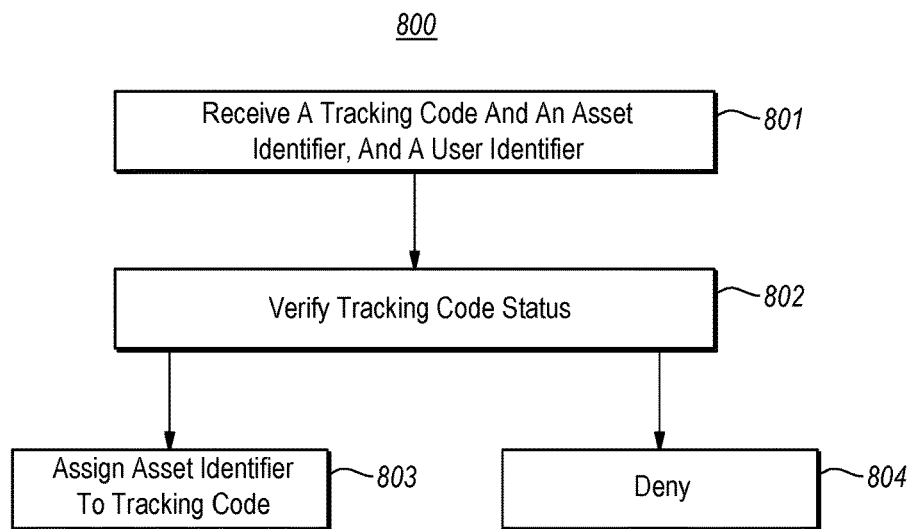 800
Receive A Tracking Code And An Asset
Identifier, And A User Identifier
801
Verify Tracking Code Status
802
Assign Asset Identifier
To Tracking Code
803
Deny
804